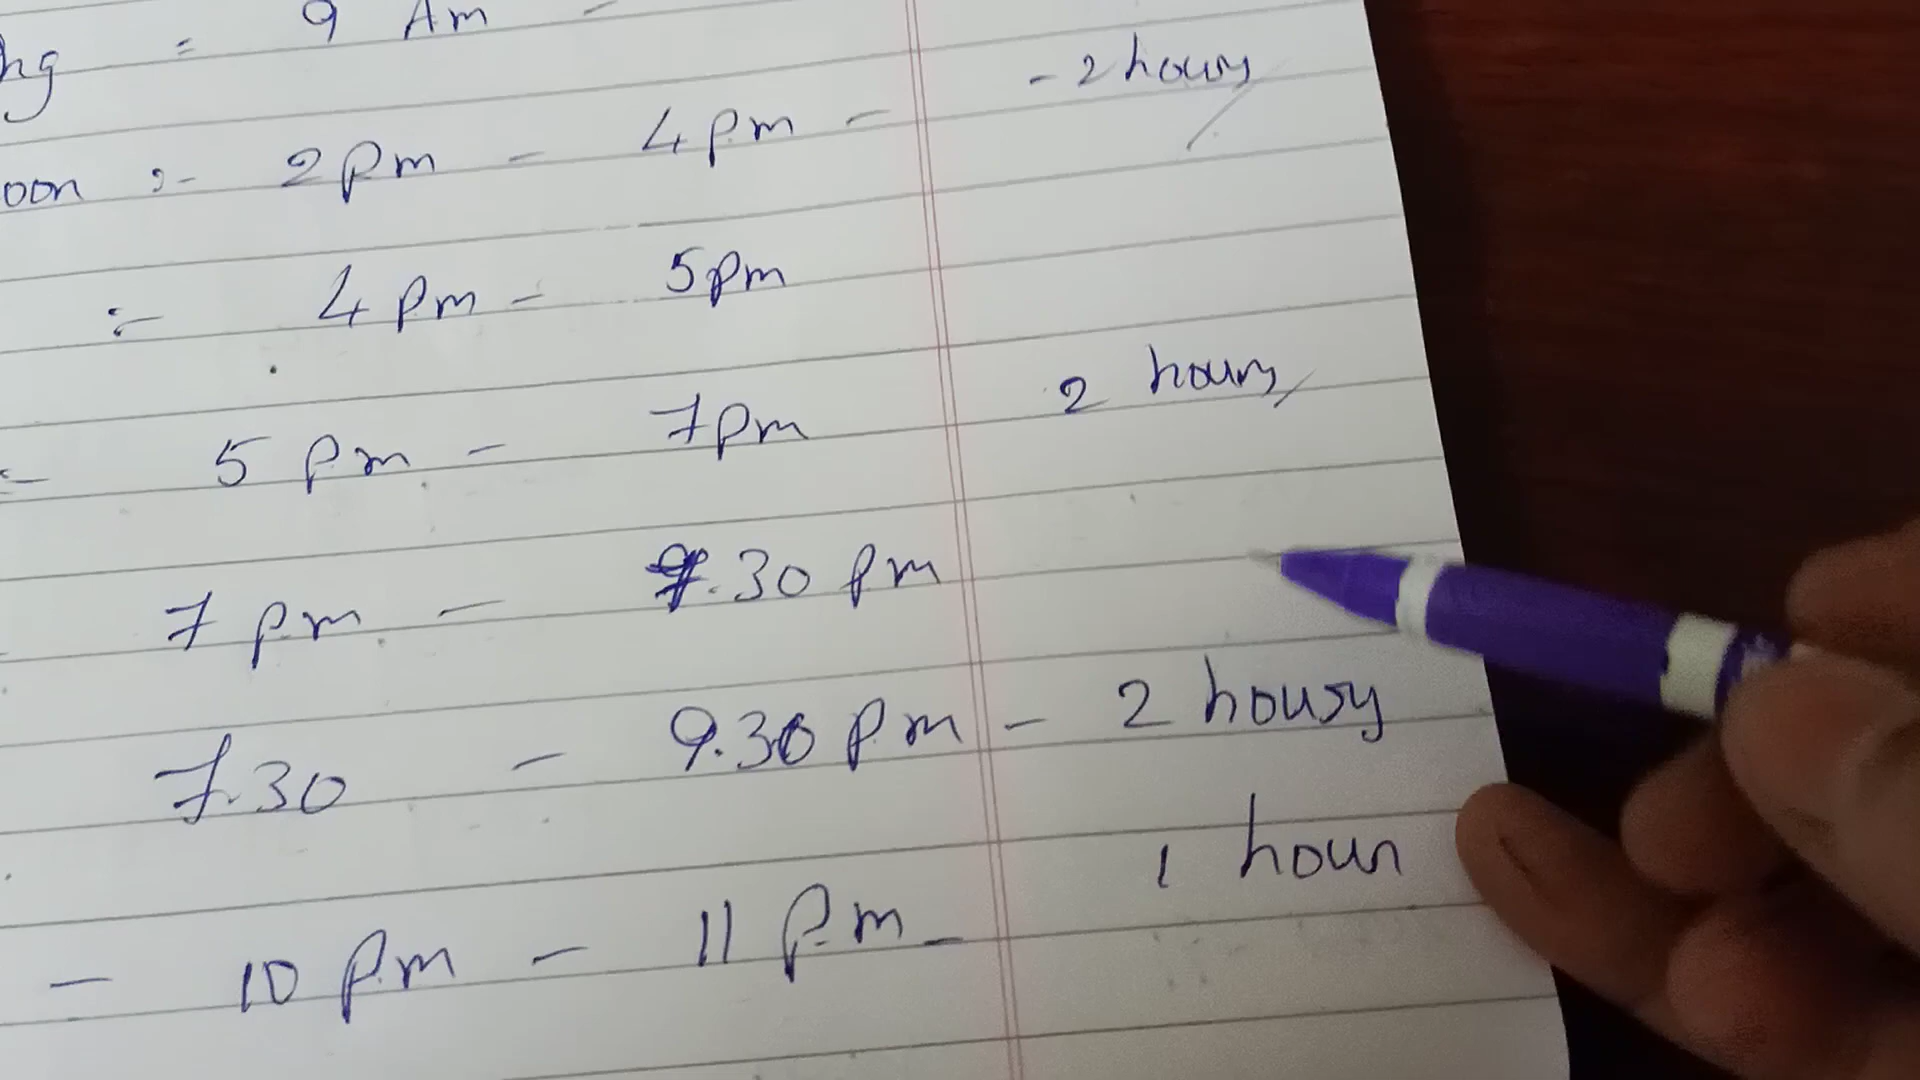 = 9 Am -
- 2 hours
oon :- 2 pm - 4 pm -
:- 4 pm - 5 pm
5 pm - 7 pm 2 hours
7 pm - 7.30 pm
7.30 - 9.30 pm - 2 hours
- 10 pm - 11 pm - 1 hour